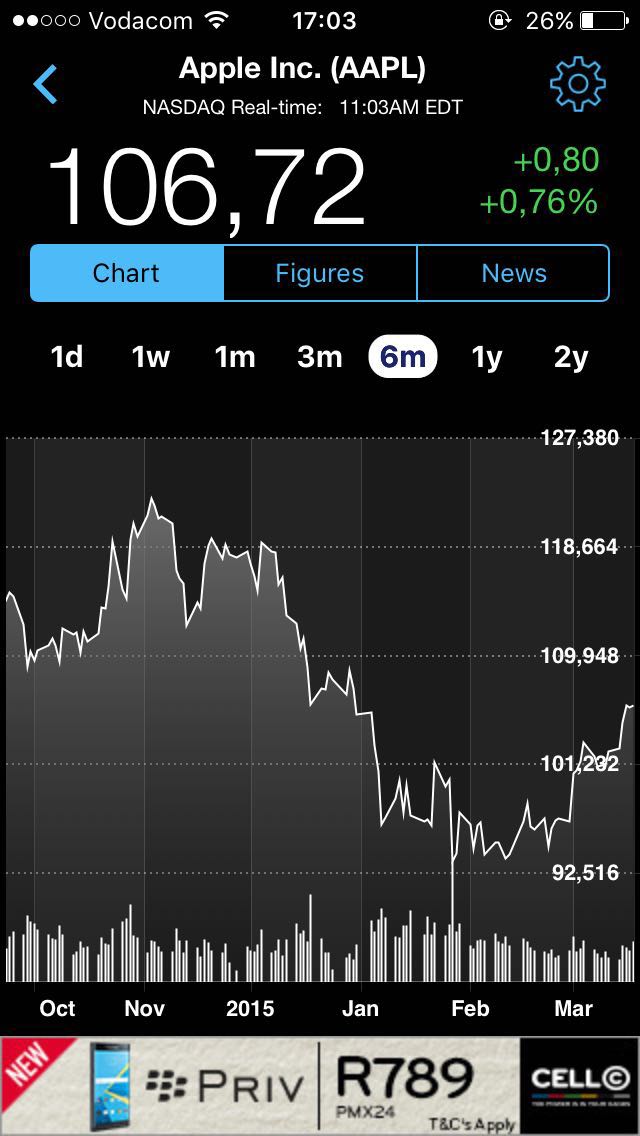 Vodacom 17:03 26%
Apple Inc. (AAPL)
NASDAQ Real-time: 11:03AM EDT
106,72
+0,80
+0,76%
Chart Figures News
1d 1w 1m 3m 6m 1y 2y
127,380
118,664
109,948
101,232
92,516
Oct Nov 2015 Jan Feb Mar
NEW
PRIV
R789
PMX24
T&C's Apply
CELL C